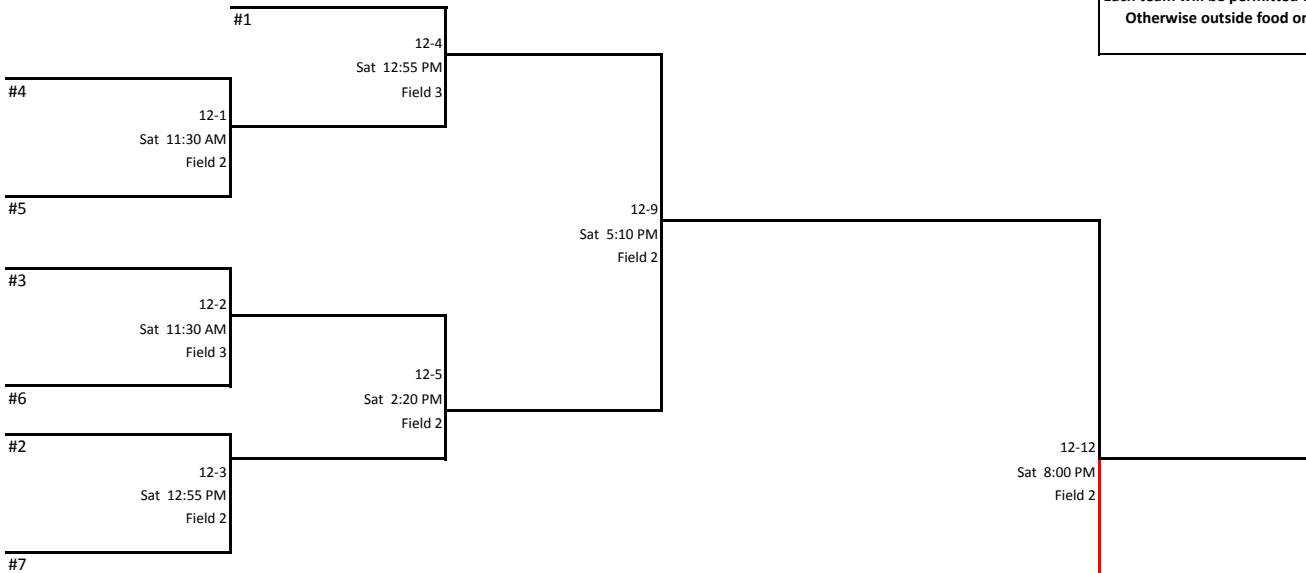 Otherwise outside food or
#1
12-4
Sat 12:55 PM
Field 3
#4
12-1
Sat 11:30 AM
Field 2
#5
12-9
Sat 5:10 PM
Field 2
#3
12-2
Sat 11:30 AM
Field 3
#6
12-5
Sat 2:20 PM
Field 2
#2
12-3
Sat 12:55 PM
Field 2
#7
12-12
Sat 8:00 PM
Field 2